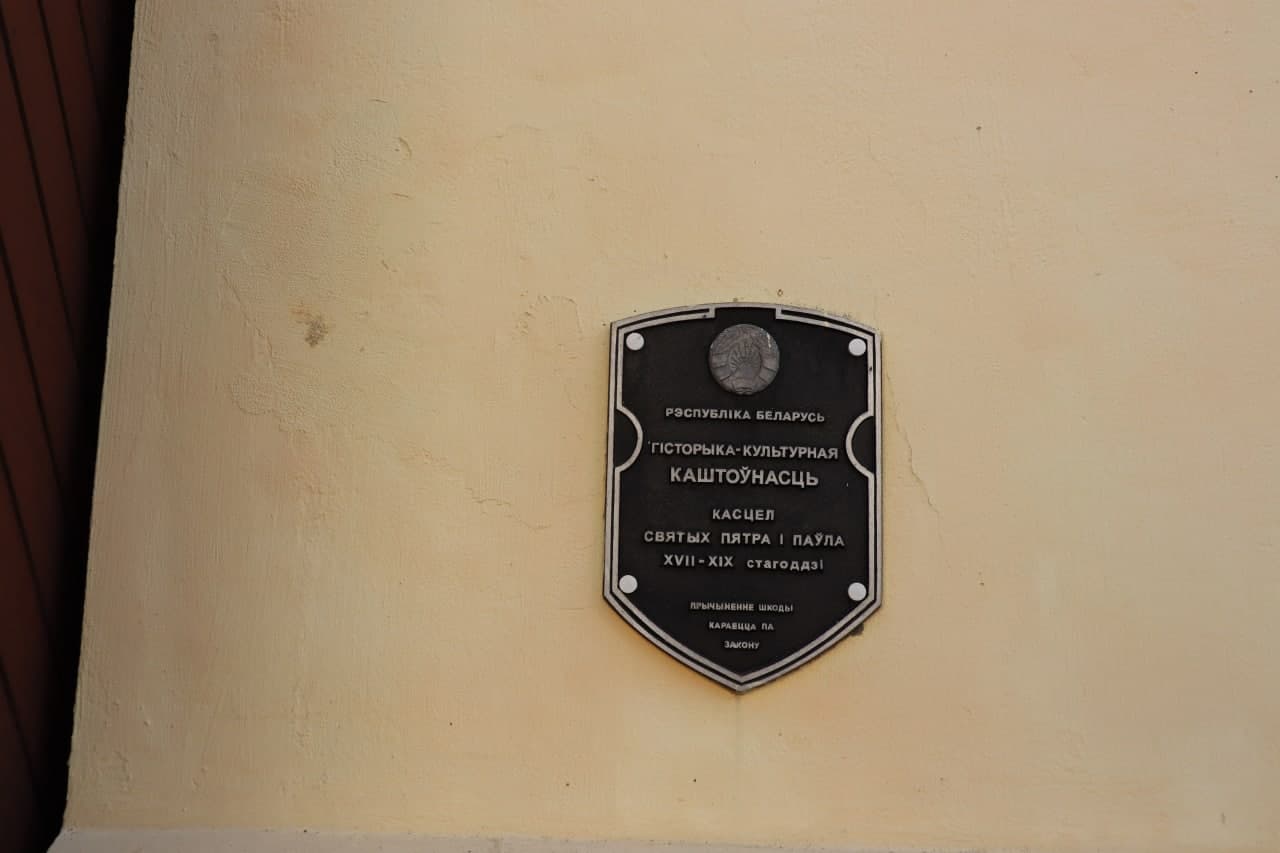 РЭСПУБЛІКА БЕЛАРУСЬ
ГІСТОРЫКА-КУЛЬТУРНАЯ
КАШТОЎНАСЦЬ
КАСЦЕЛ
СВЯТЫХ ПЯТРА І ПАЎЛА
XVII-XIX стагоддзі
ПРЫЧЫНЕННЕ ШКОДЫ
КАРАЕЦЦА ПА
ЗАКОНУ